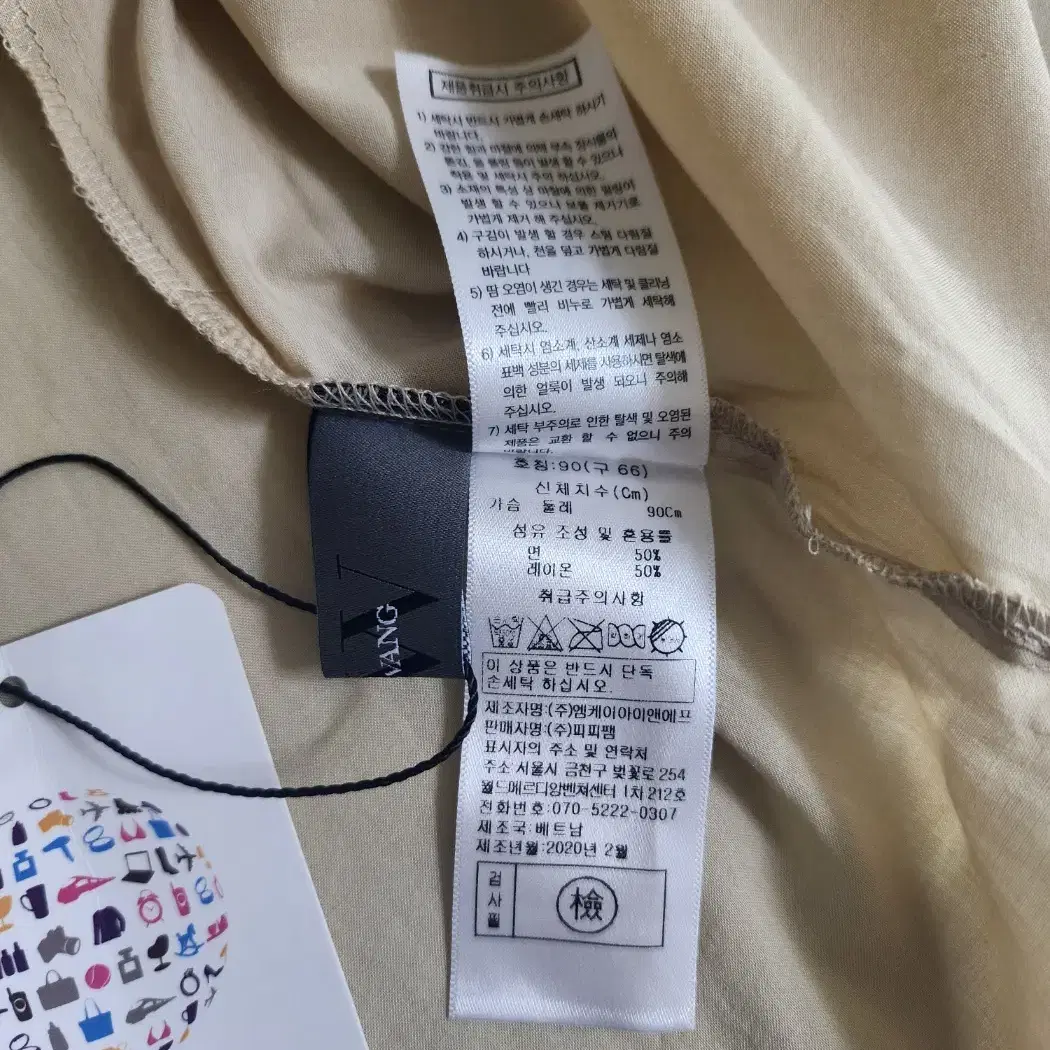 제품취급시 주의사항
1) 세탁시 반드시 가볍게 손세탁 하시기
바랍니다.
2) 강한 힘과 마찰에 의해 부속 장식물의
뜯김, 올 뜯김 등이 발생 할 수 있으니
착용 및 세탁시 주의 하십시오.
3) 소재의 특성 상 마찰에 의한 필링이
발생 할 수 있으니 보풀 제거기로
가볍게 제거 해 주십시오.
4) 구김이 발생 할 경우 스팀 다림질
하시거나, 천을 덮고 가볍게 다림질
바랍니다
5) 땀 오염이 생긴 경우는 세탁 및 클리닝
전에 빨리 비누로 가볍게 세탁해
주십시오.
6) 세탁시 염소계, 산소계 세제나 염소
표백 성분의 세재를 사용하시면 탈색에
의한 얼룩이 발생 되오니 주의해
주십시오.
7) 세탁 부주의로 인한 탈색 및 오염된
제품은 교환 할 수 없으니 주의
바랍니다.
호칭:90(구 66)
신체치수(Cm)
가슴 둘레 90Cm
섬유 조성 및 혼용률
면 50%
레이온 50%
취급주의사항
이 상품은 반드시 단독
손세탁 하십시오.
제조자명:(주)엠케이아이앤에프
판매자명:(주)피피팸
표시자의 주소 및 연락처
주소 서울시 금천구 벚꽃로 254
월드메르디앙벤쳐센터 1차 212호
전화번호:070-5222-0307
제조국:베트남
제조년월:2020년 2월
검사필
檢
W
WANG